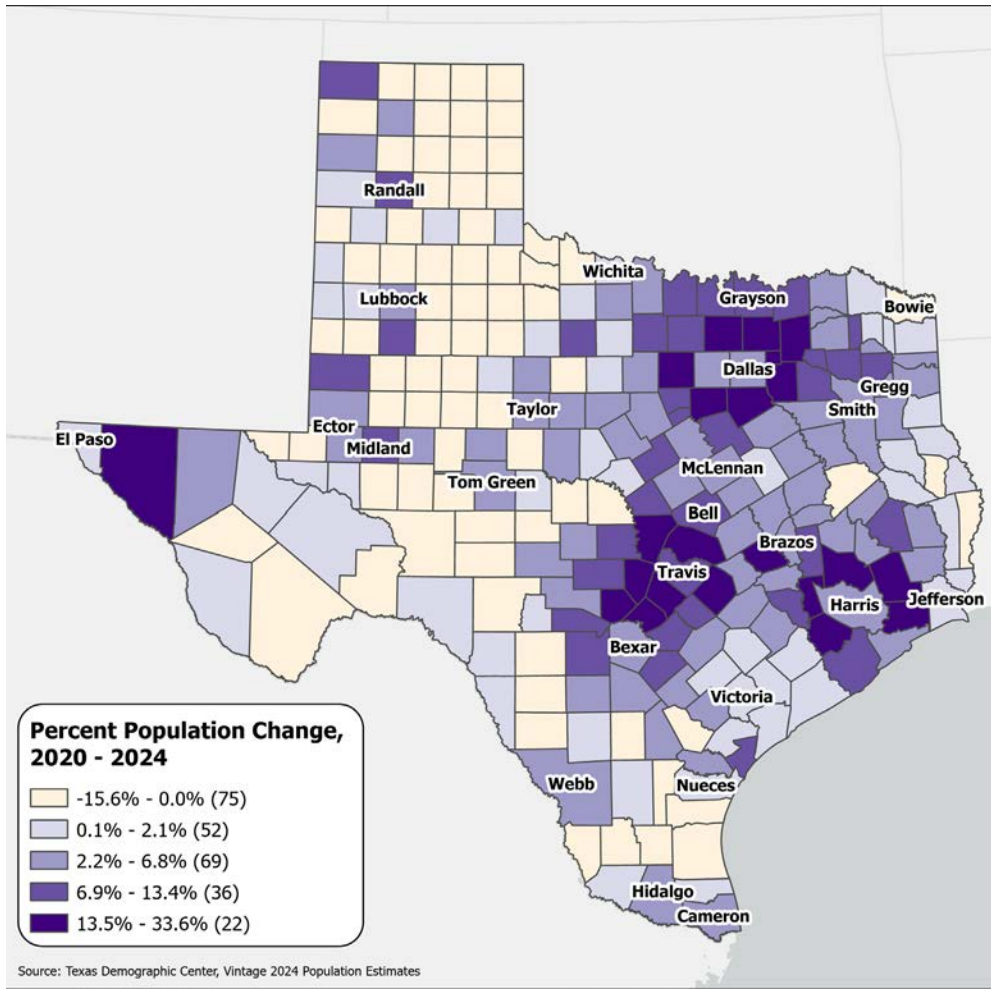 Randall
Wichita
Grayson
Bowie
Lubbock
Dallas
Gregg
Taylor
Smith
Ector
El Paso
Midland
McLennan
Tom Green
Bell
Brazos
Travis
Harris
Jefferson
Bexar
Victoria
Webb
Nueces
Hidalgo
Cameron
Percent Population Change,
2020 - 2024
-15.6% - 0.0% (75)
0.1% - 2.1% (52)
2.2% - 6.8% (69)
6.9% - 13.4% (36)
13.5% - 33.6% (22)
Source: Texas Demographic Center, Vintage 2024 Population Estimates